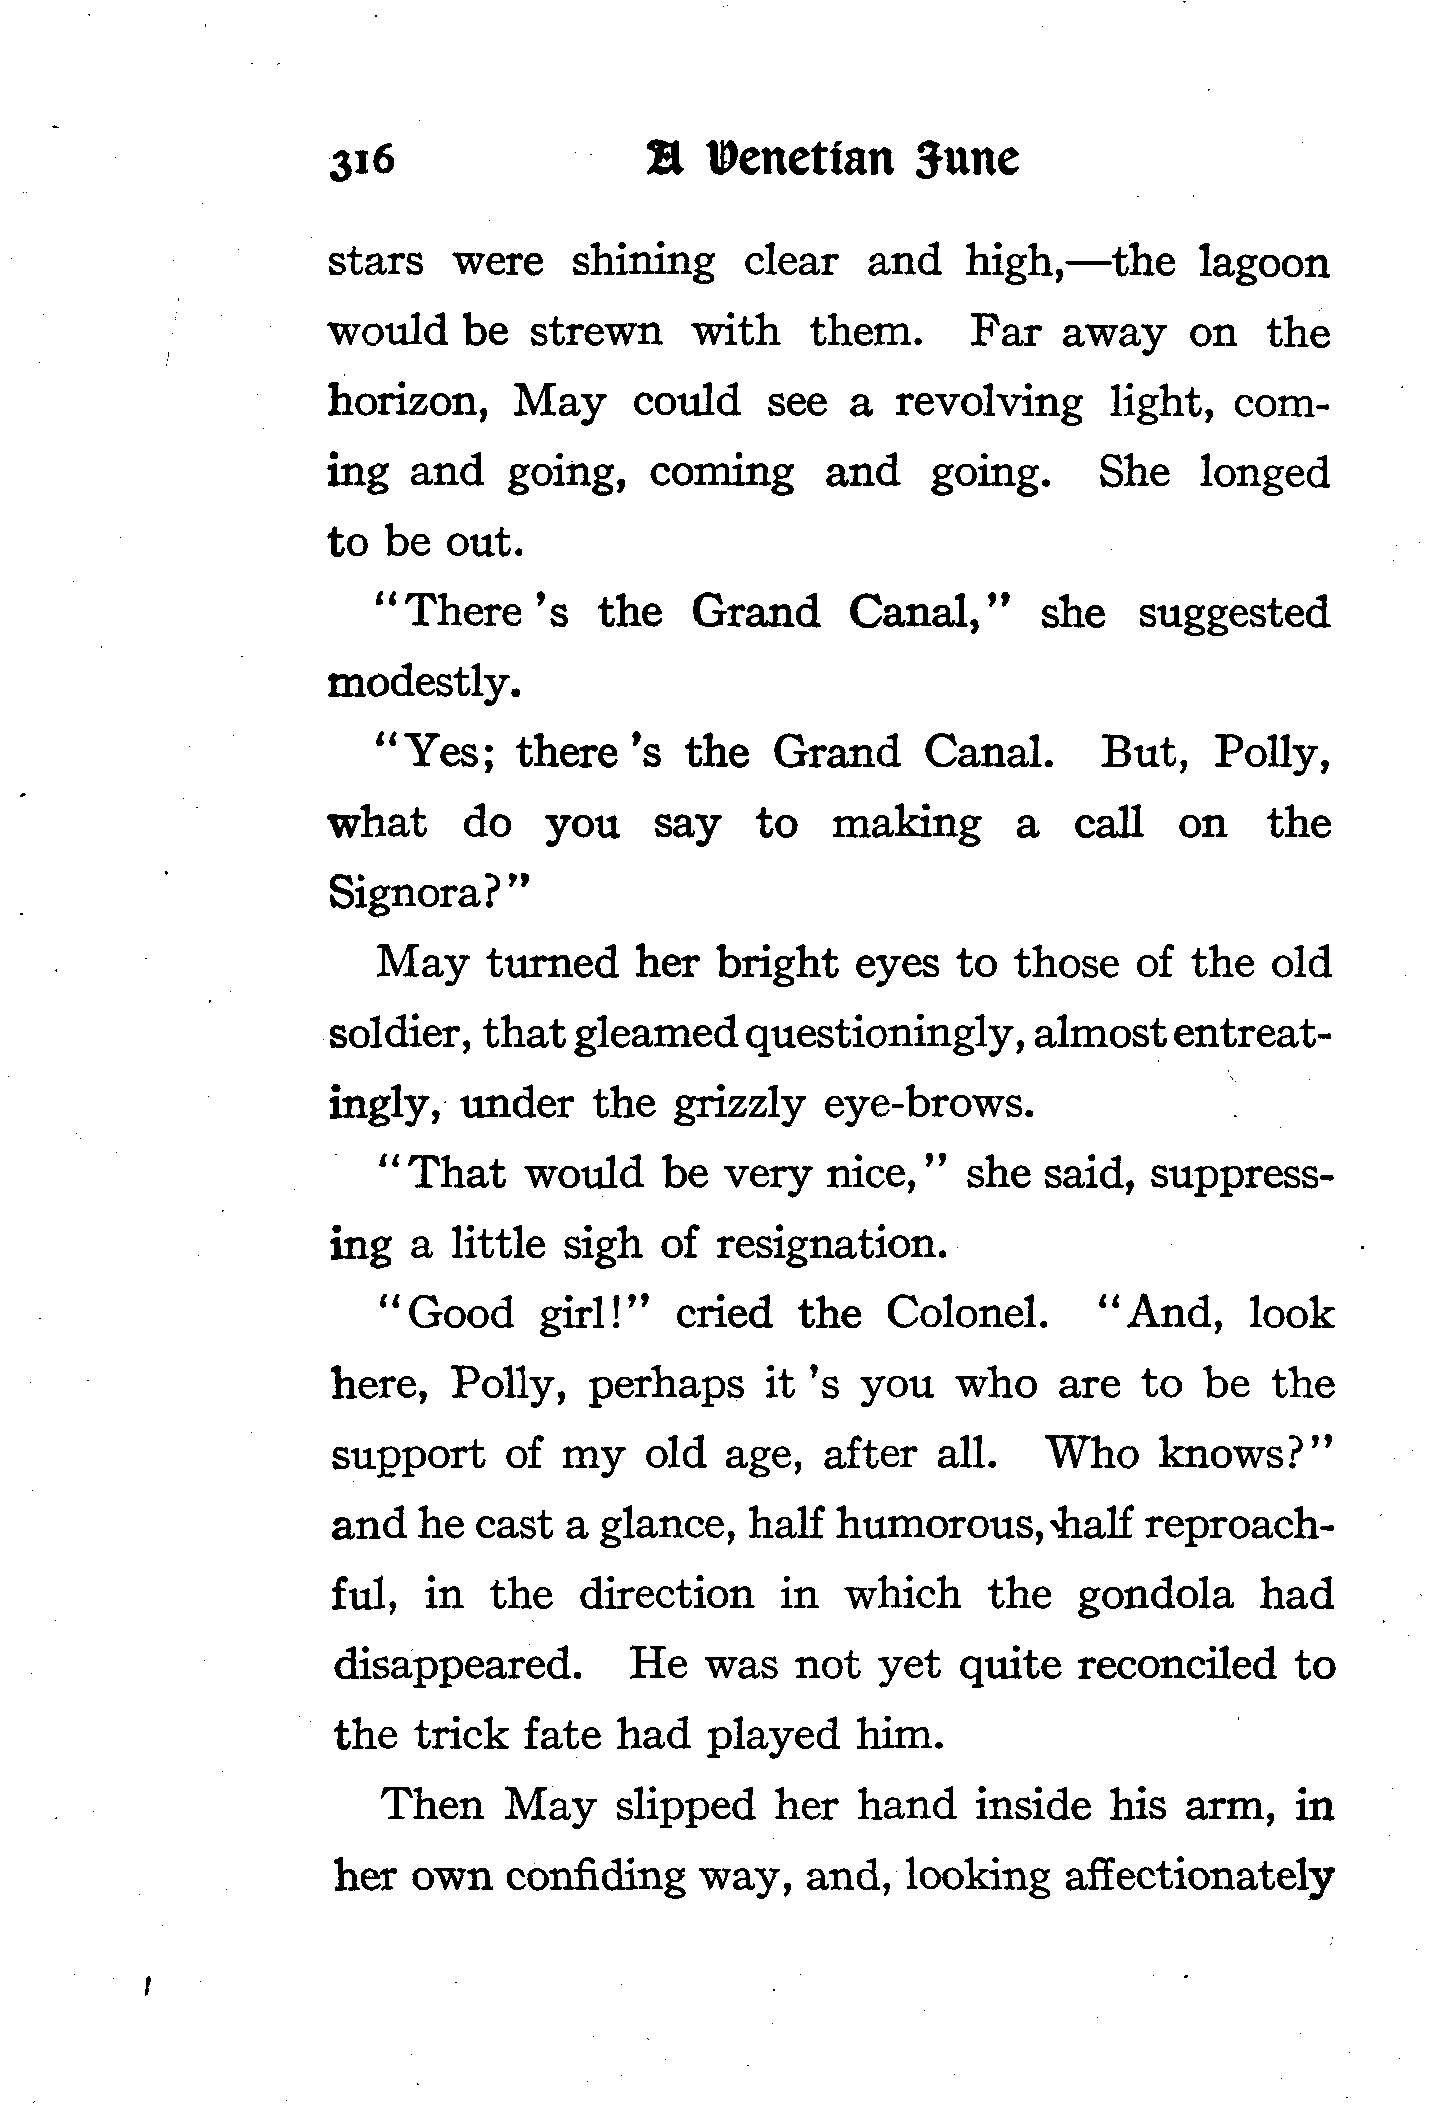 316 A Venetian June
stars were shining clear and high,—the lagoon
would be strewn with them. Far away on the
horizon, May could see a revolving light, com-
ing and going, coming and going. She longed
to be out.
"There 's the Grand Canal," she suggested
modestly.
"Yes; there 's the Grand Canal. But, Polly,
what do you say to making a call on the
Signora?"
May turned her bright eyes to those of the old
soldier, that gleamed questioningly, almost entreat-
ingly, under the grizzly eye-brows.
"That would be very nice," she said, suppress-
ing a little sigh of resignation.
"Good girl!" cried the Colonel. "And, look
here, Polly, perhaps it 's you who are to be the
support of my old age, after all. Who knows?"
and he cast a glance, half humorous, half reproach-
ful, in the direction in which the gondola had
disappeared. He was not yet quite reconciled to
the trick fate had played him.
Then May slipped her hand inside his arm, in
her own confiding way, and, looking affectionately